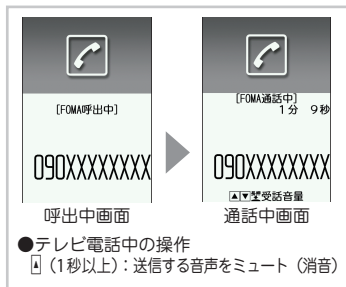 [FOMA呼出中]
090XXXXXXXX
呼出中画面
[FOMA通話中]
1分 9秒
090XXXXXXXX
▲▼受話音量
通話中画面
●テレビ電話中の操作
▲（1秒以上）：送信する音声をミュート（消音）